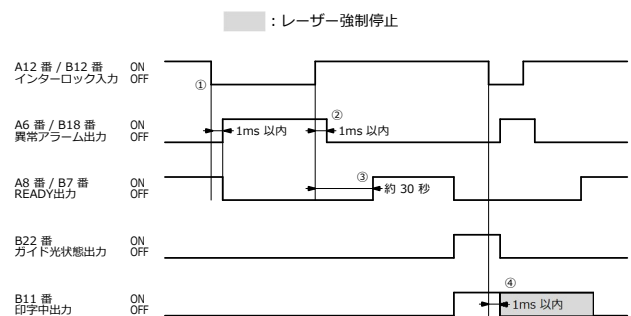 ：レーザー強制停止
A12 番 / B12 番 ON
インターロック入力 OFF
①
A6 番 / B18 番 ON
異常アラーム出力 OFF
1ms 以内
②
1ms 以内
A8 番 / B7 番 ON
READY出力 OFF
③
約 30 秒
B22 番 ON
ガイド光状態出力 OFF
B11 番 ON
印字中出力 OFF
④
1ms 以内